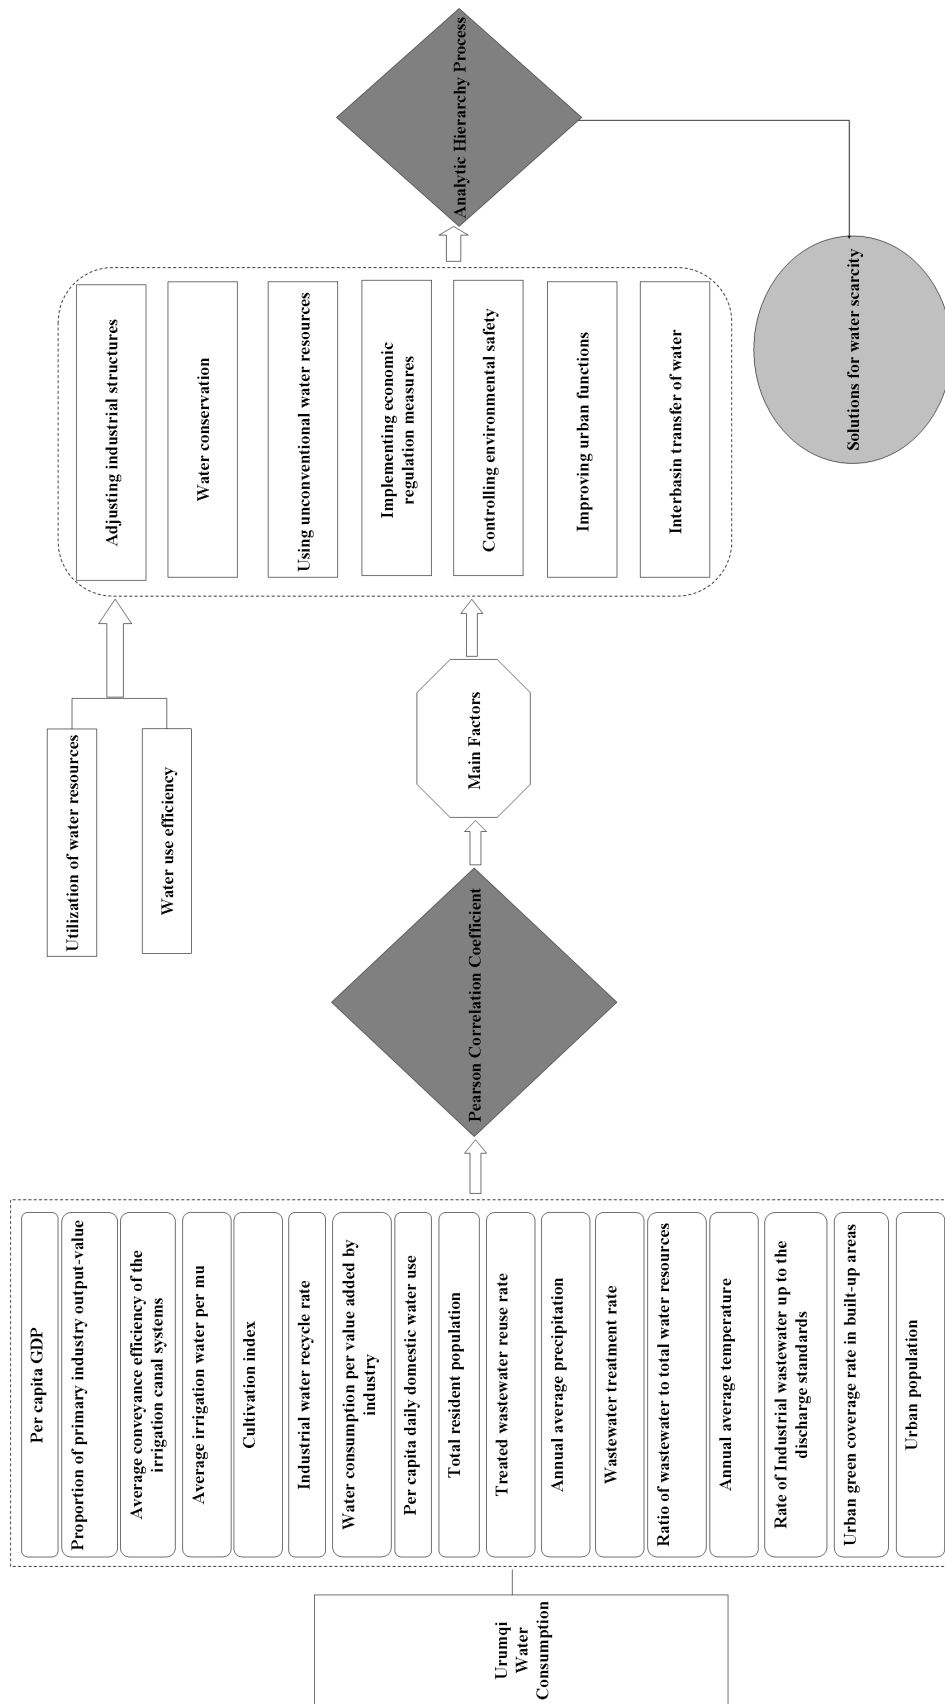 Urumqi
Water
Consumption
Per capita GDP
Proportion of primary industry output-value
Average conveyance efficiency of the
irrigation canal systems
Average irrigation water per mu
Cultivation index
Industrial water recycle rate
Water consumption per value added by
industry
Per capita daily domestic water use
Total resident population
Treated wastewater reuse rate
Annual average precipitation
Wastewater treatment rate
Ratio of wastewater to total water resources
Annual average temperature
Rate of Industrial wastewater up to the
discharge standards
Urban green coverage rate in built-up areas
Urban population
Pearson Correlation Coefficient
Main Factors
Utilization of water resources
Water use efficiency
Adjusting industrial structures
Water conservation
Using unconventional water resources
Implementing economic
regulation measures
Controlling environmental safety
Improving urban functions
Interbasin transfer of water
Analytic Hierarchy Process
Solutions for water scarcity